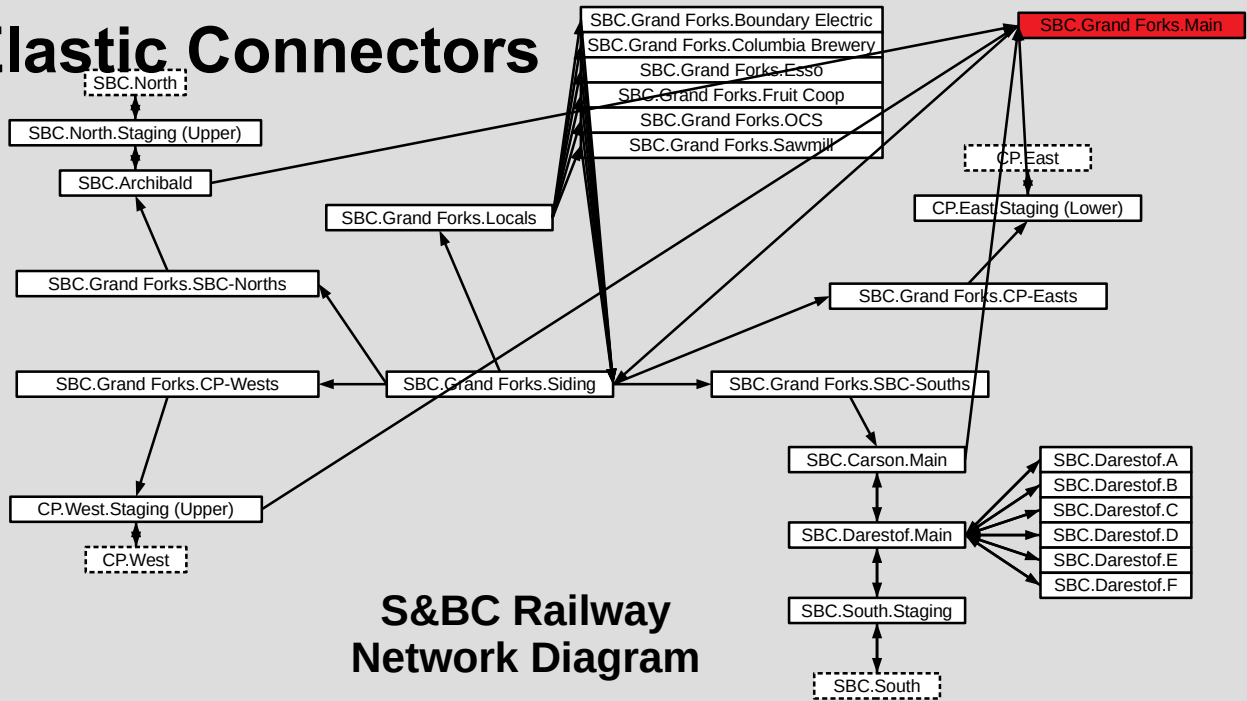 Elastic Connectors
SBC.Grand Forks.Boundary Electric
SBC.Grand Forks.Main
SBC.Grand Forks.Columbia Brewery
SBC.Grand Forks.Esso
SBC.North
SBC.Grand Forks.Fruit Coop
SBC.Grand Forks.OCS
SBC.North.Staging (Upper)
SBC.Grand Forks.Sawmill
CP.East
SBC.Archibald
CP.East.Staging (Lower)
SBC.Grand Forks.Locals
SBC.Grand Forks.SBC-Norths
SBC.Grand Forks.CP-Easts
SBC.Grand Forks.CP-Wests
SBC.Grand Forks.Siding
SBC.Grand Forks.SBC-Souths
SBC.Carson.Main
SBC.Darestof.A
SBC.Darestof.B
CP.West.Staging (Upper)
SBC.Darestof.C
SBC.Darestof.Main
SBC.Darestof.D
CP.West
SBC.Darestof.E
SBC.Darestof.F
S&BC Railway
Network Diagram
SBC.South.Staging
SBC.South